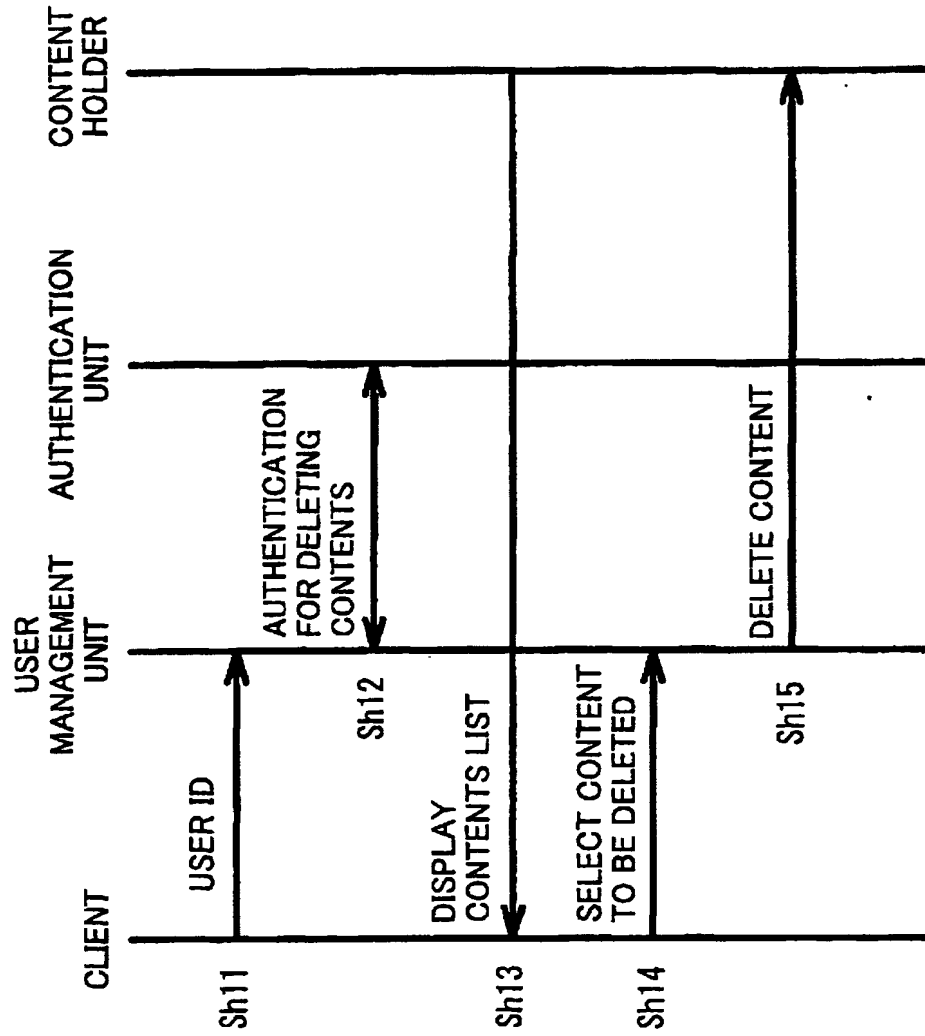 CLIENT
USER
MANAGEMENT
UNIT
AUTHENTICATION
UNIT
CONTENT
HOLDER
Sh11
USER ID
Sh12
AUTHENTICATION
FOR DELETING
CONTENTS
Sh13
DISPLAY
CONTENTS LIST
Sh14
SELECT CONTENT
TO BE DELETED
Sh15
DELETE CONTENT